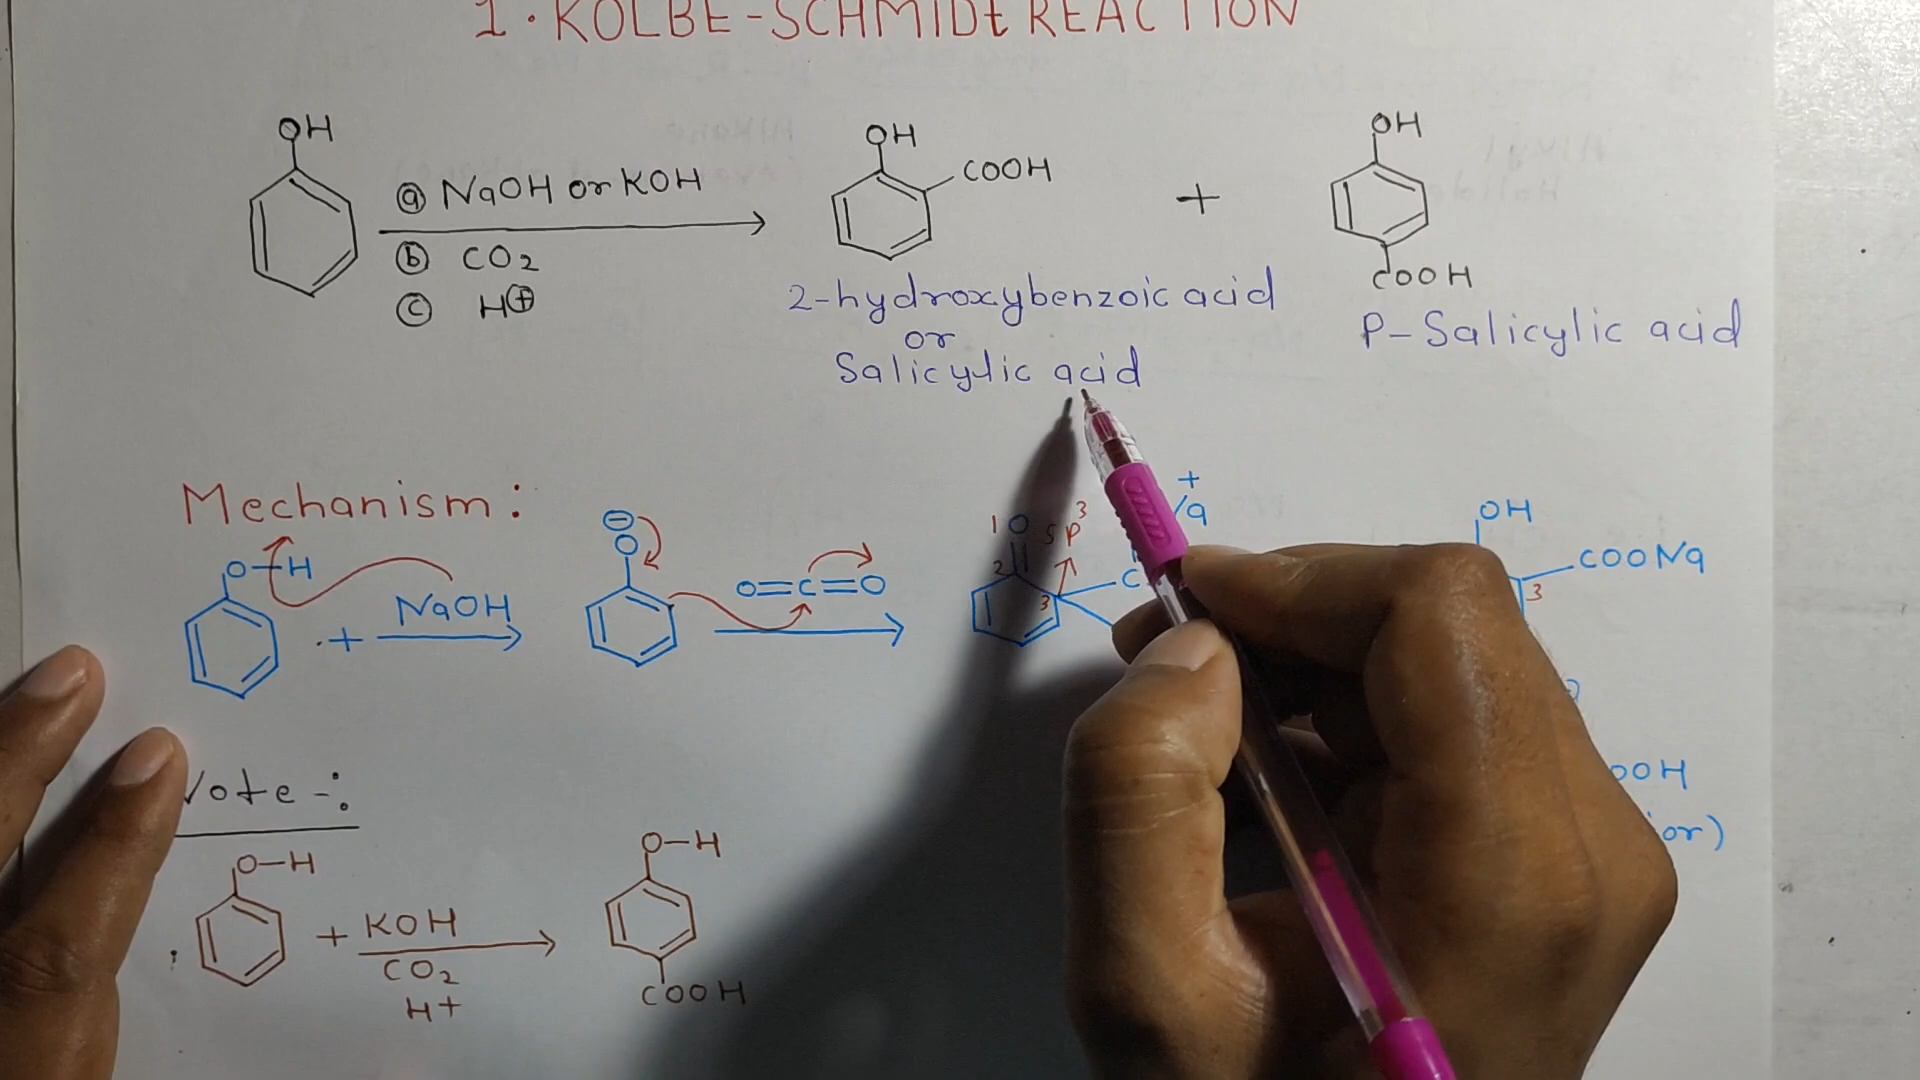 1. KOLBE-SCHMIDt REACTION
OH
OH
OH
ⓐ NaOH or KOH
COOH
+
ⓑ CO2
ⓒ H⊕
COOH
2-hydroxybenzoic acid
or
Salicylic acid
P-Salicylic acid
Mechanism:
O-H
+ NaOH
⊖
O
O=C=O
1 O
SP3
2
3
C
+
OH
COONa
3
OOH
or)
Note -:
O-H
+ KOH
CO2
H+
O-H
COOH